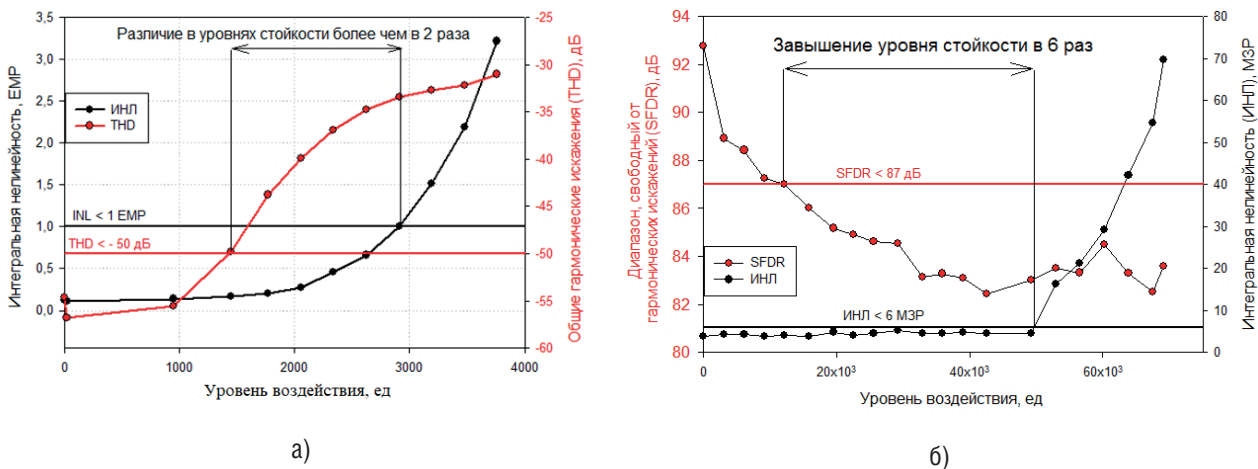 Различие в уровнях стойкости более чем в 2 раза
Интегральная нелинейность, ЕМР
3,5
3,0
2,5
2,0
1,5
1,0
0,5
0,0
ИНЛ
THD
INL < 1 ЕМР
THD < - 50 дБ
-25
-30
-35
-40
-45
-50
-55
-60
Общие гармонические искажения (THD), дБ
0
1000
2000
3000
4000
Уровень воздействия, ед
а)
Завышение уровня стойкости в 6 раз
Диапазон, свободный от
гармонических искажений (SFDR), дБ
94
92
90
88
86
84
82
80
SFDR < 87 дБ
SFDR
ИНЛ
ИНЛ < 6 МЗР
80
70
60
50
40
30
20
10
0
Интегральная нелинейность (ИНЛ), МЗР
0
20x10³
40x10³
60x10³
Уровень воздействия, ед
б)